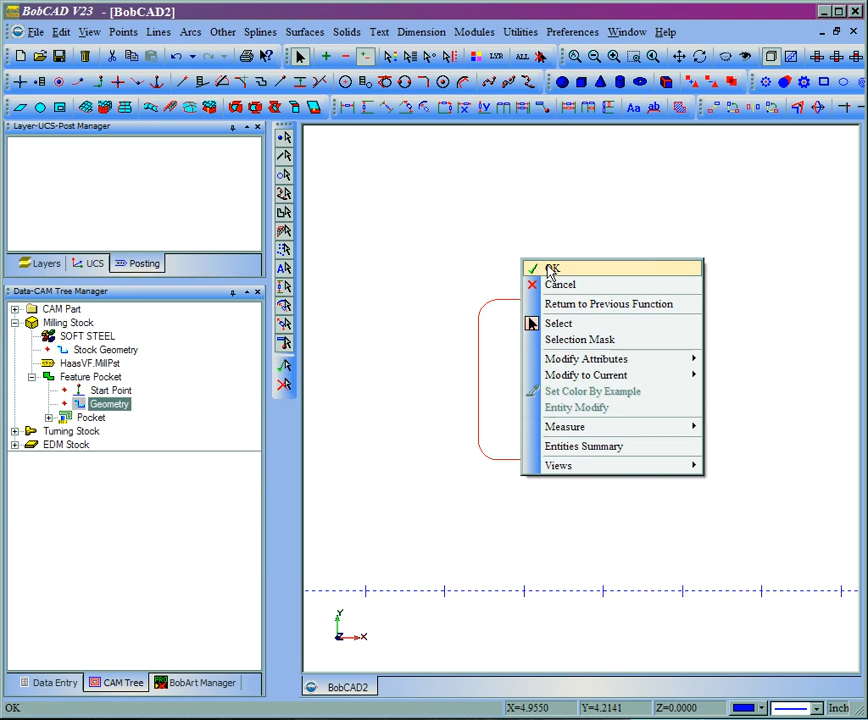 BobCAD V23 - [BobCAD2]
File Edit View Points Lines Arcs Other Splines Surfaces Solids Text Dimension Modules Utilities Preferences Window Help
LYR ALL
Aa ab
Layer-UCS-Post Manager
Layers UCS Posting
Data-CAM Tree Manager
CAM Part
Milling Stock
SOFT STEEL
Stock Geometry
HaasVF.MillPst
Feature Pocket
Start Point
Geometry
Pocket
Turning Stock
EDM Stock
OK
Cancel
Return to Previous Function
Select
Selection Mask
Modify Attributes
Modify to Current
Set Color By Example
Entity Modify
Measure
Entities Summary
Views
Y
Z X
Data Entry CAM Tree BobArt Manager
BobCAD2
OK X=4.9550 Y=4.2141 Z=0.0000 Inch